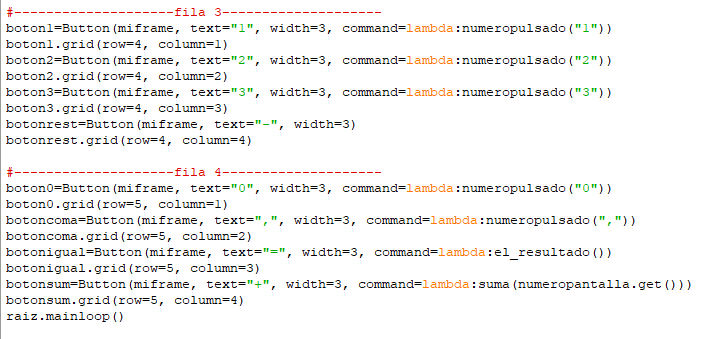 #--------------------fila 3--------------------
boton1=Button(miframe, text="1", width=3, command=lambda:numeropulsado("1"))
boton1.grid(row=4, column=1)
boton2=Button(miframe, text="2", width=3, command=lambda:numeropulsado("2"))
boton2.grid(row=4, column=2)
boton3=Button(miframe, text="3", width=3, command=lambda:numeropulsado("3"))
boton3.grid(row=4, column=3)
botonrest=Button(miframe, text="-", width=3)
botonrest.grid(row=4, column=4)
#--------------------fila 4--------------------
boton0=Button(miframe, text="0", width=3, command=lambda:numeropulsado("0"))
boton0.grid(row=5, column=1)
botoncoma=Button(miframe, text=",", width=3, command=lambda:numeropulsado(","))
botoncoma.grid(row=5, column=2)
botonigual=Button(miframe, text="=", width=3, command=lambda:el_resultado())
botonigual.grid(row=5, column=3)
botonsum=Button(miframe, text="+", width=3, command=lambda:suma(numeropantalla.get()))
botonsum.grid(row=5, column=4)
raiz.mainloop()